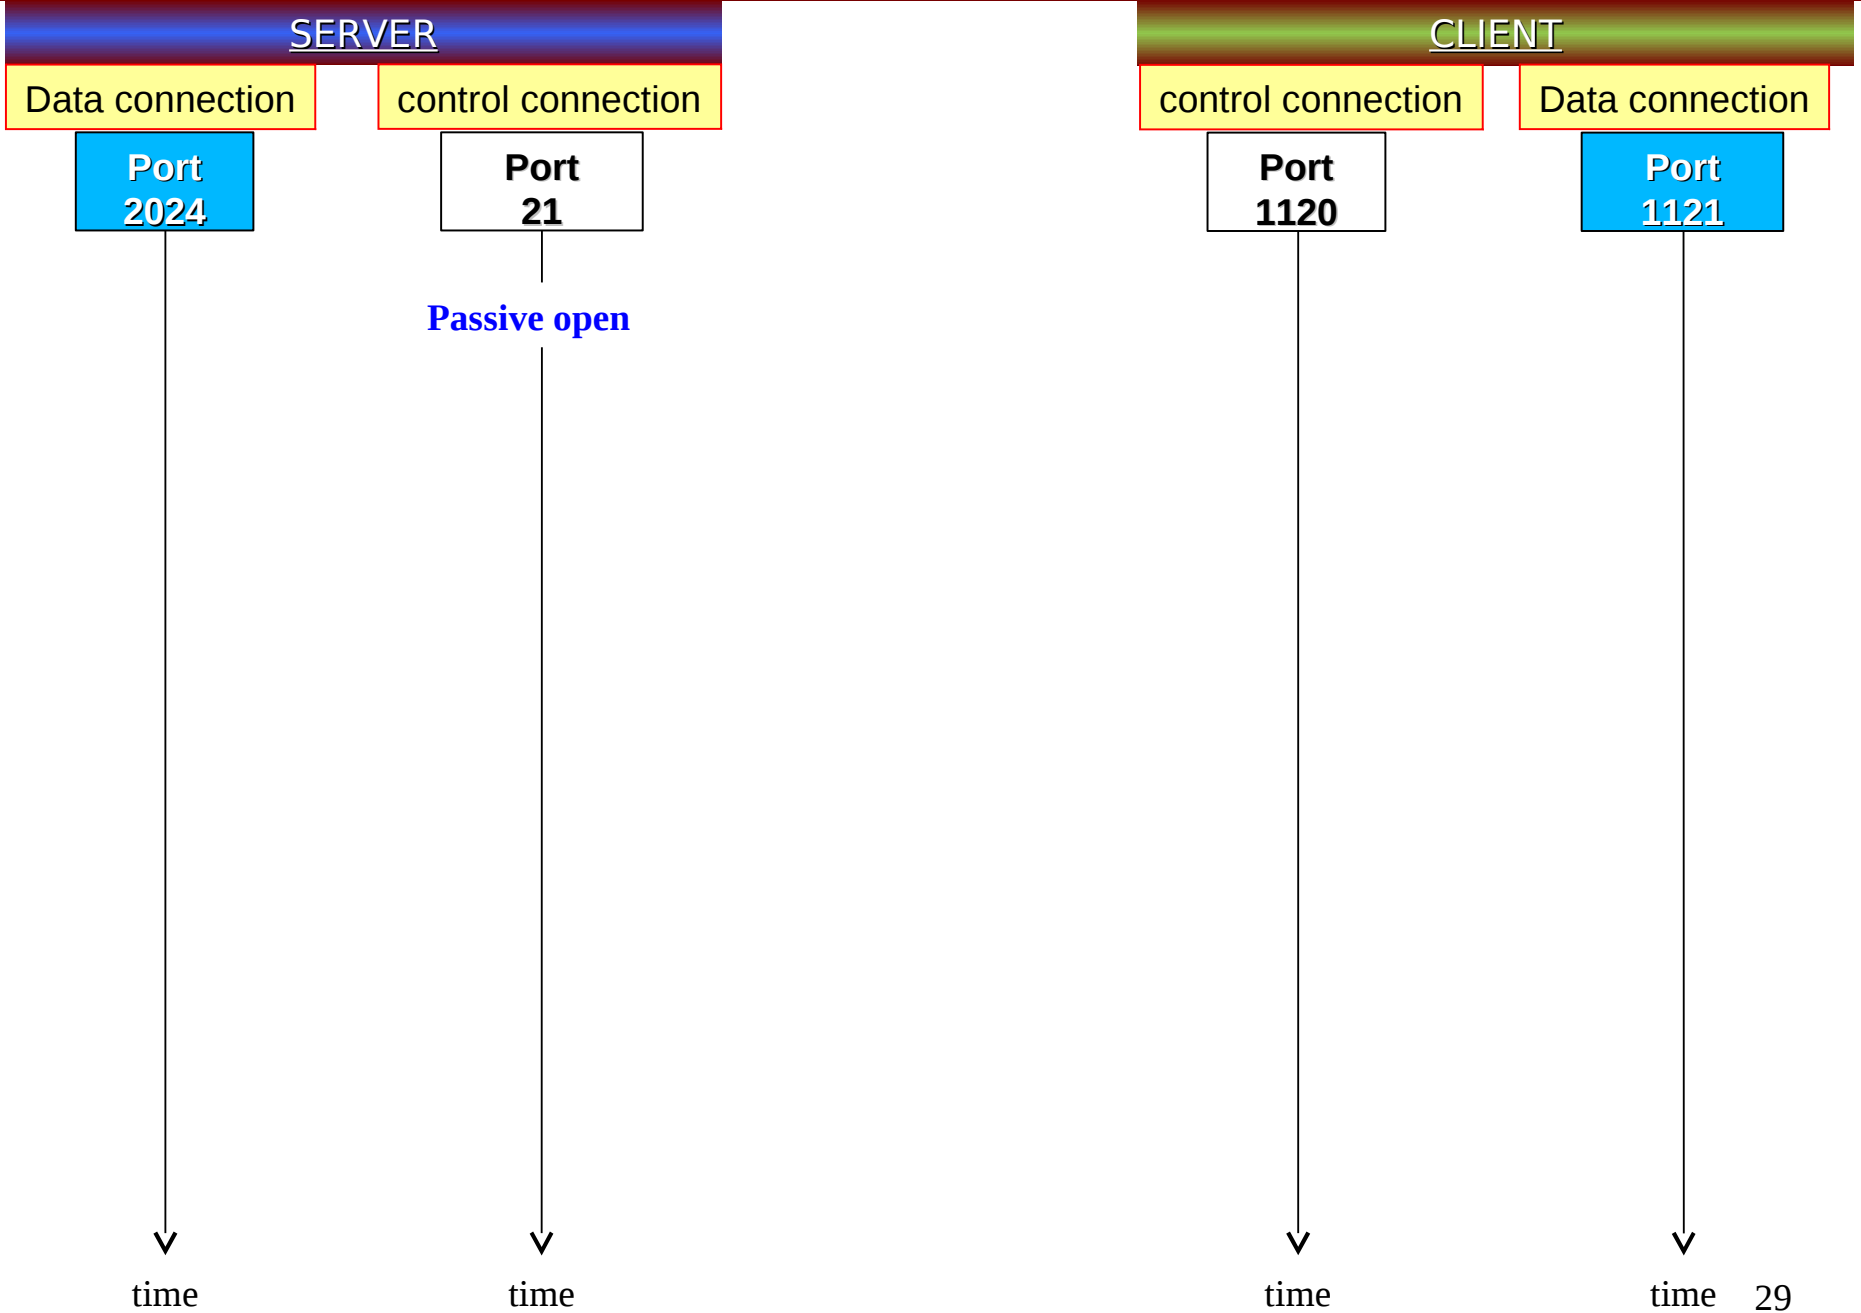 SERVER
CLIENT
Data connection
control connection
control connection
Data connection
Port
2024
Port
21
Port
1120
Port
1121
Passive open
time
time
time
time
29